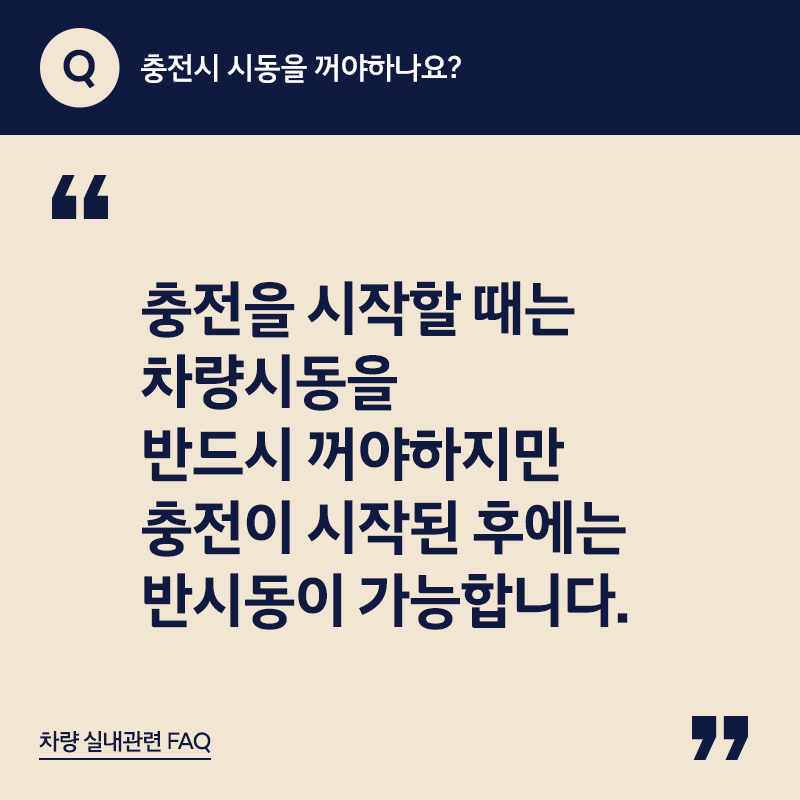 Q 충전시 시동을 꺼야하나요?
“
충전을 시작할 때는
차량시동을
반드시 꺼야하지만
충전이 시작된 후에는
반시동이 가능합니다.
”
차량 실내관련 FAQ